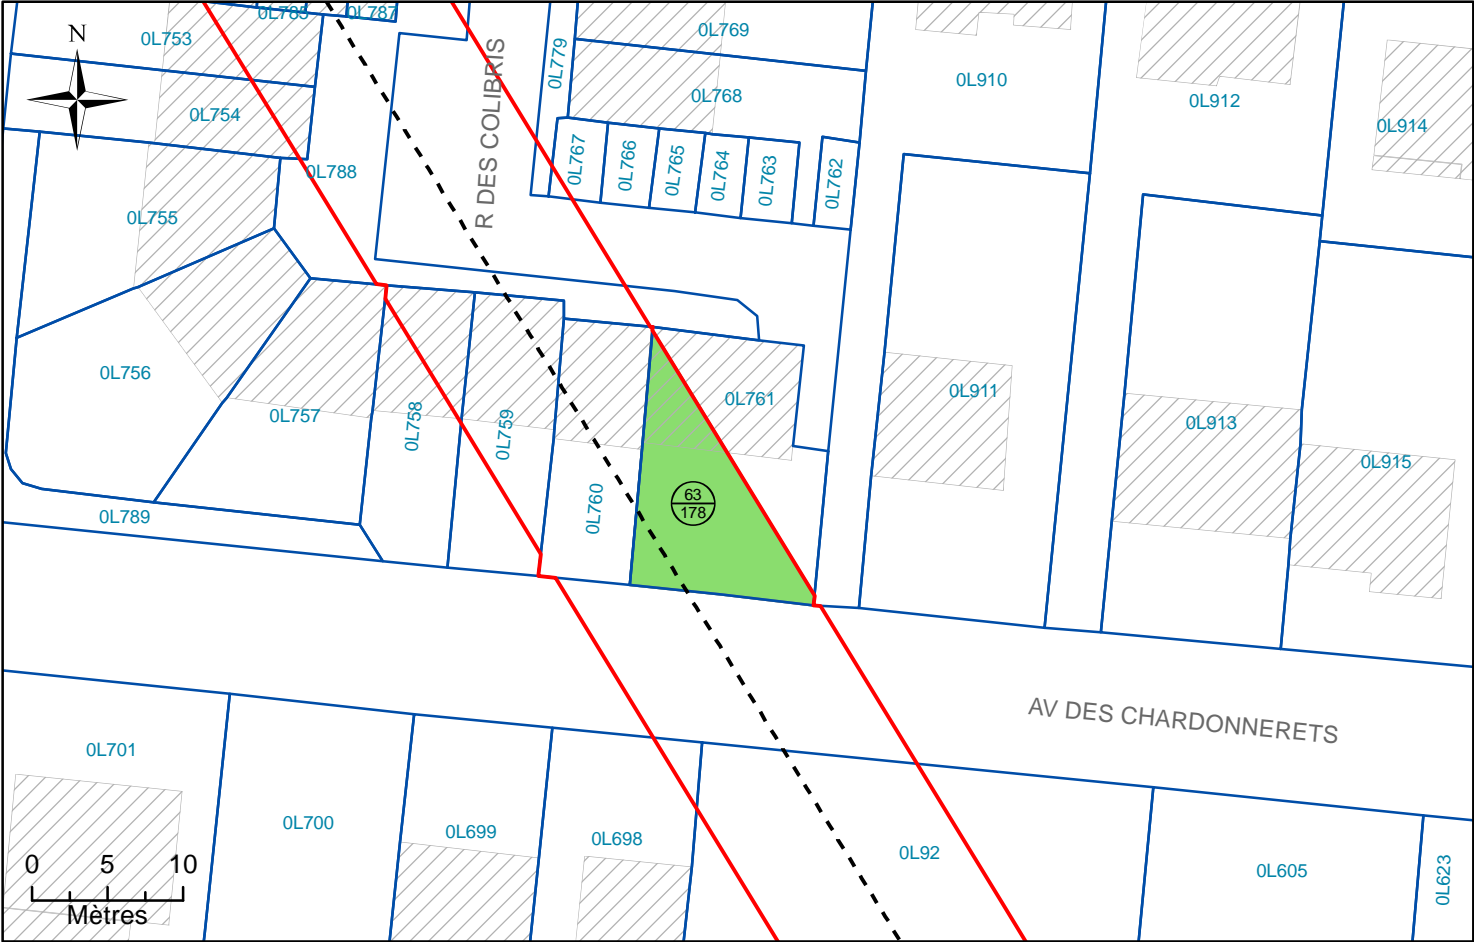 0L785
0L787
0L753
N
0L769
0L779
0L910
R DES COLIBRIS
0L768
0L912
0L754
0L914
0L767
0L766
0L765
0L764
0L763
0L762
0L788
0L755
0L756
0L757
0L758
0L759
0L761
0L911
0L913
0L915
0L760
63
178
0L789
AV DES CHARDONNERETS
0L701
0L700
0L699
0L698
0L92
0L605
0L623
0 5 10
Mètres